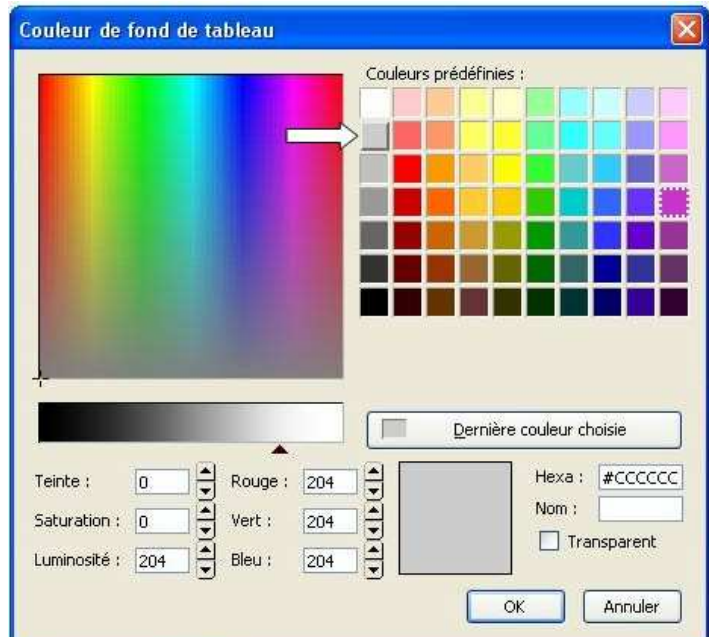 Couleur de fond de tableau
Couleurs prédéfinies :
Dernière couleur choisie
Teinte : 0 Rouge : 204 Hexa : #CCCCCC
Saturation : 0 Vert : 204 Nom :
Luminosité : 204 Bleu : 204 Transparent
OK Annuler